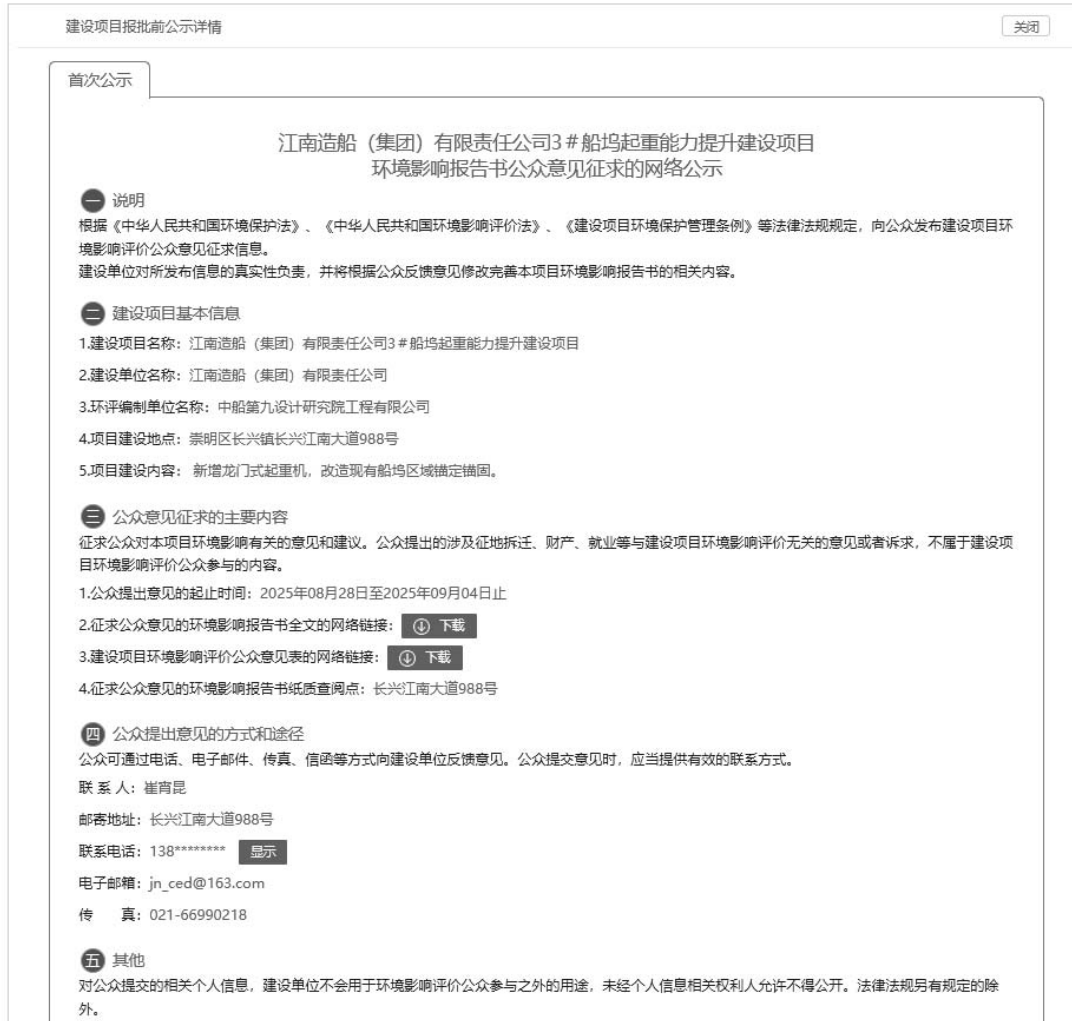 建设项目报批前公示详情
关闭
首次公示
江南造船（集团）有限责任公司3＃船坞起重能力提升建设项目
环境影响报告书公众意见征求的网络公示
一 说明
根据《中华人民共和国环境保护法》、《中华人民共和国环境影响评价法》、《建设项目环境保护管理条例》等法律法规规定，向公众发布建设项目环
境影响评价公众意见征求信息。
建设单位对所发布信息的真实性负责，并将根据公众反馈意见修改完善本项目环境影响报告书的相关内容。
二 建设项目基本信息
1.建设项目名称：江南造船（集团）有限责任公司3＃船坞起重能力提升建设项目
2.建设单位名称：江南造船（集团）有限责任公司
3.环评编制单位名称：中船第九设计研究院工程有限公司
4.项目建设地点：崇明区长兴镇长兴江南大道988号
5.项目建设内容： 新增龙门式起重机，改造现有船坞区域锚定锚固。
三 公众意见征求的主要内容
征求公众对本项目环境影响有关的意见和建议。公众提出的涉及征地拆迁、财产、就业等与建设项目环境影响评价无关的意见或者诉求，不属于建设项
目环境影响评价公众参与的内容。
1.公众提出意见的起止时间：2025年08月28日至2025年09月04日止
2.征求公众意见的环境影响报告书全文的网络链接： 下载
3.建设项目环境影响评价公众意见表的网络链接： 下载
4.征求公众意见的环境影响报告书纸质查阅点：长兴江南大道988号
四 公众提出意见的方式和途径
公众可通过电话、电子邮件、传真、信函等方式向建设单位反馈意见。公众提交意见时，应当提供有效的联系方式。
联 系 人：崔宵昆
邮寄地址：长兴江南大道988号
联系电话：138******** 显示
电子邮箱：jn_ced@163.com
传　　真：021-66990218
五 其他
对公众提交的相关个人信息，建设单位不会用于环境影响评价公众参与之外的用途，未经个人信息相关权利人允许不得公开。法律法规另有规定的除
外。